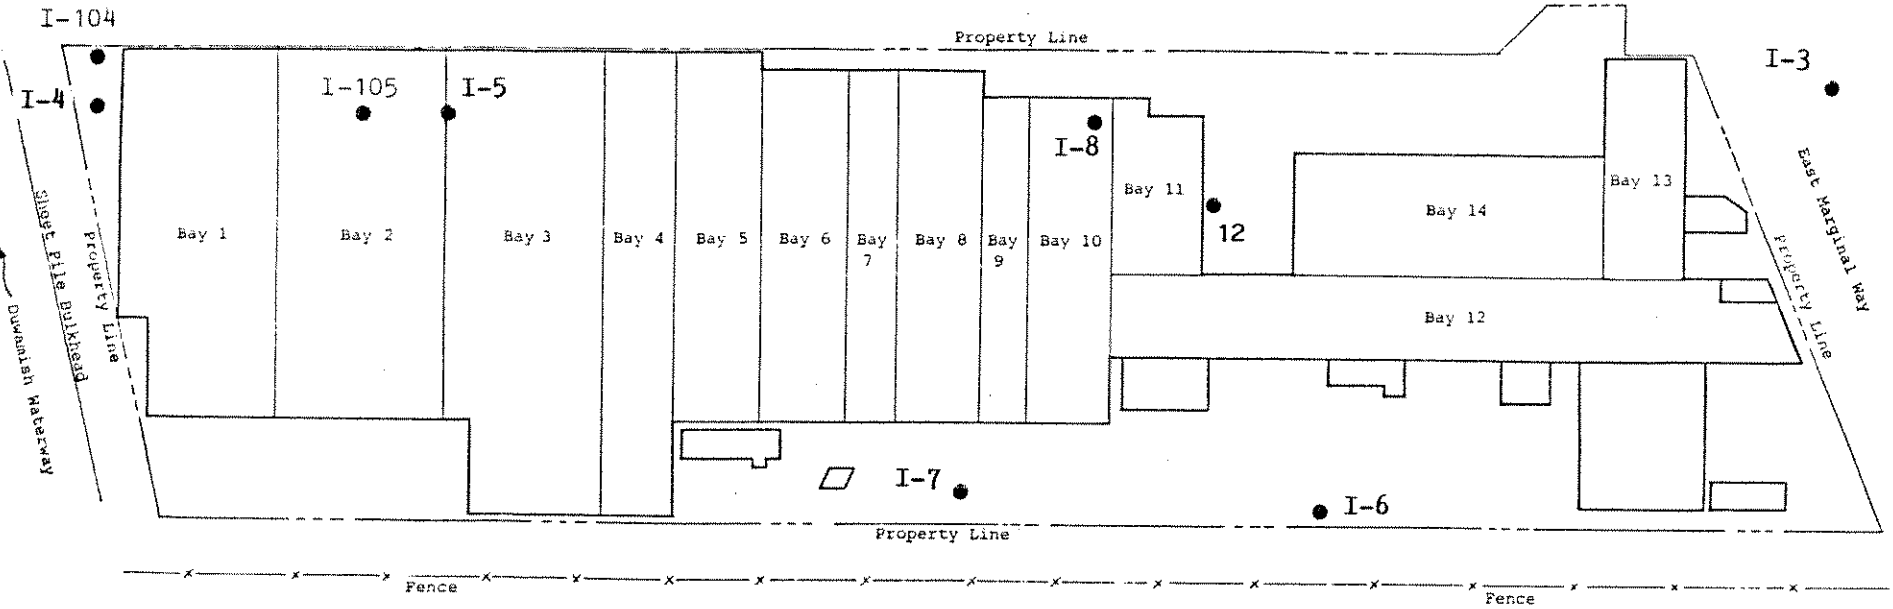 I-104
Property Line
I-3
I-4
I-105
I-5
I-8
East Marginal Way
Bay 1
Bay 2
Bay 3
Bay 4
Bay 5
Bay 6
Bay
7
Bay 8
Bay
9
Bay 10
Bay 11
12
Bay 14
Bay 13
Sheet Pile Bulkhead
Property Line
Duwamish Waterway
Bay 12
Property Line
I-7
I-6
Property Line
Fence
Fence